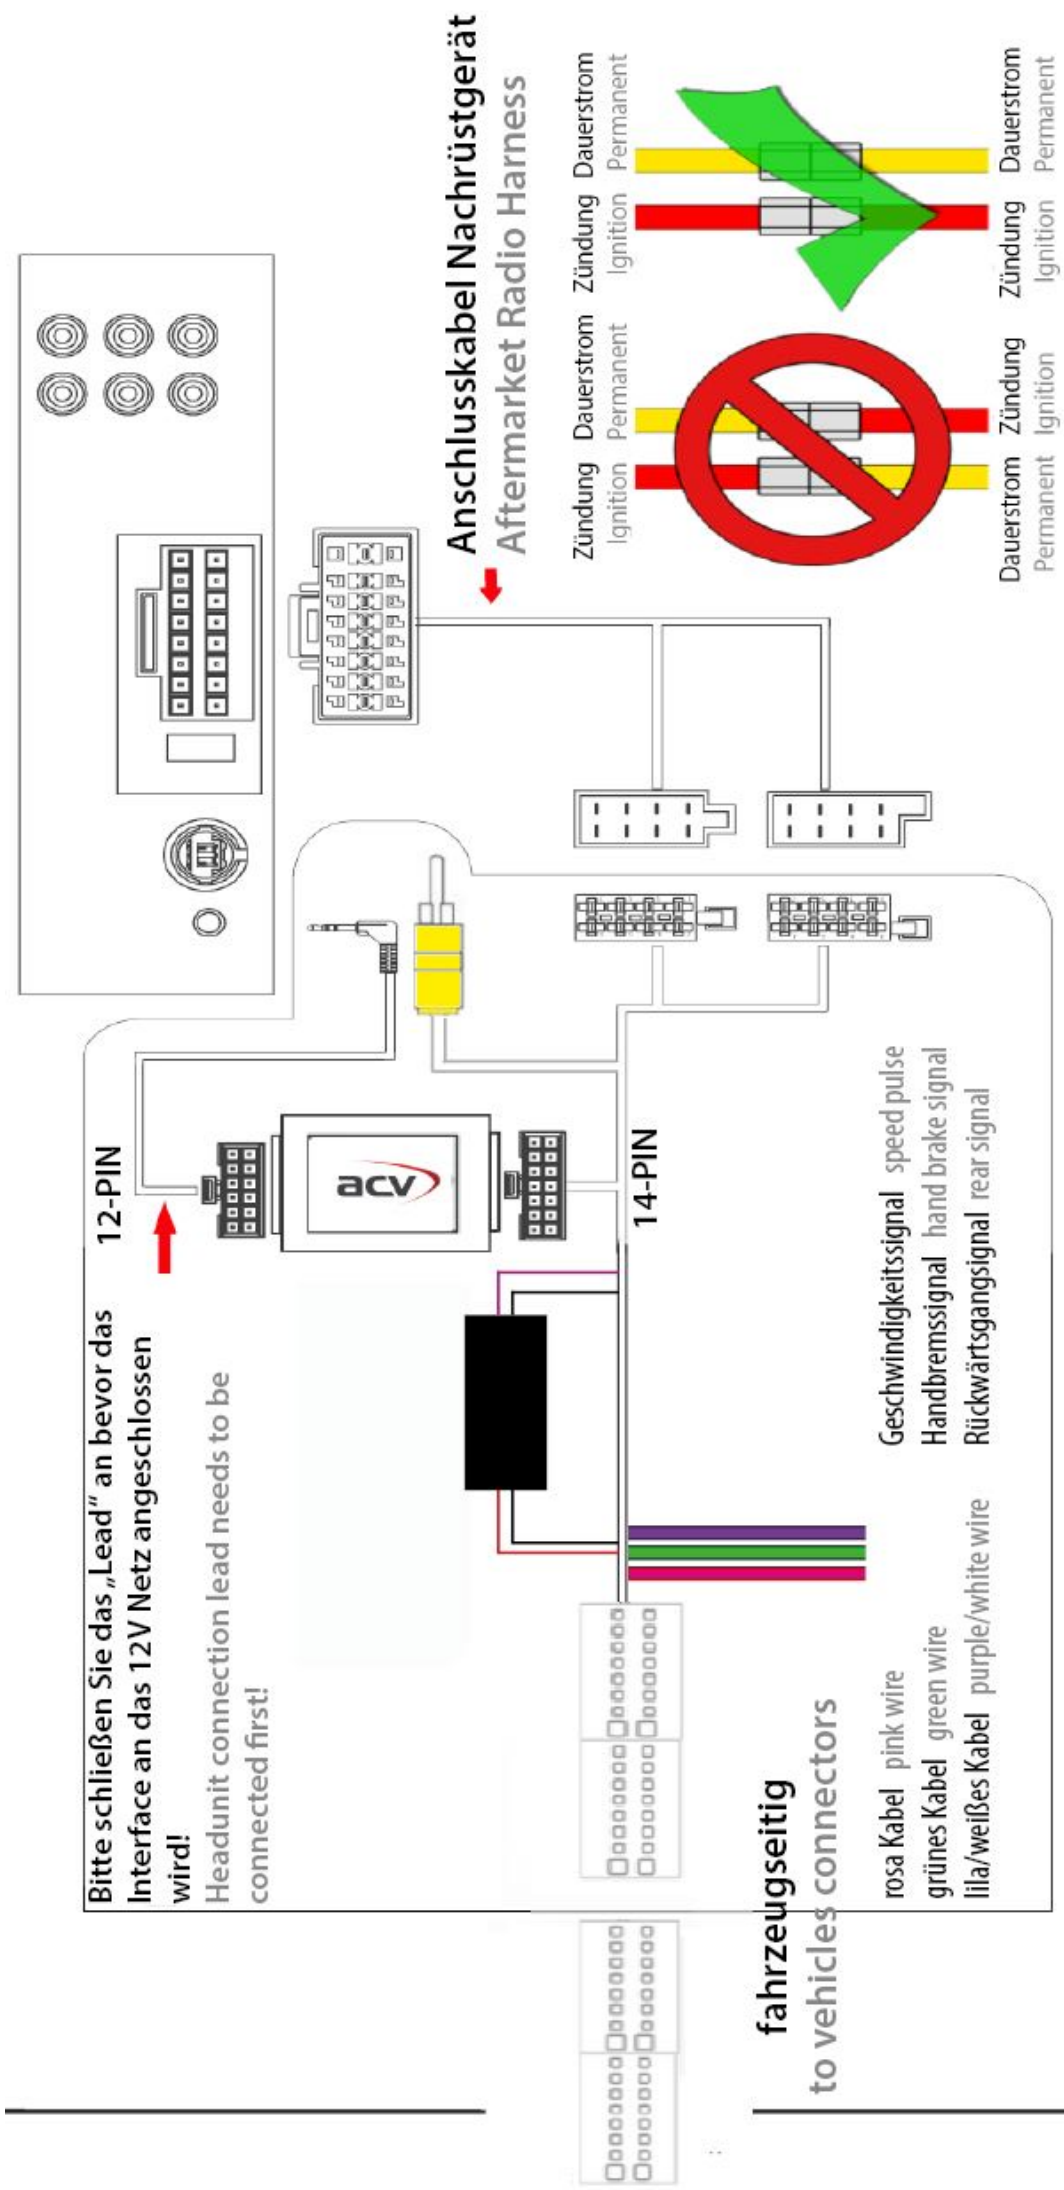 Bitte schließen Sie das „Lead“ an bevor das
Interface an das 12V Netz angeschlossen
wird!
Headunit connection lead needs to be
connected first!
12-PIN
acv
14-PIN
Anschlusskabel Nachrüstgerät
Aftermarket Radio Harness
Zündung Dauerstrom Zündung Dauerstrom
Ignition Permanent Ignition Permanent
Dauerstrom Zündung Zündung Dauerstrom
Permanent Ignition Ignition Permanent
fahrzeugseitig
to vehicles connectors
rosa Kabel pink wire Geschwindigkeitssignal speed pulse
grünes Kabel green wire Handbremssignal hand brake signal
lila/weißes Kabel purple/white wire Rückwärtsgangsignal rear signal